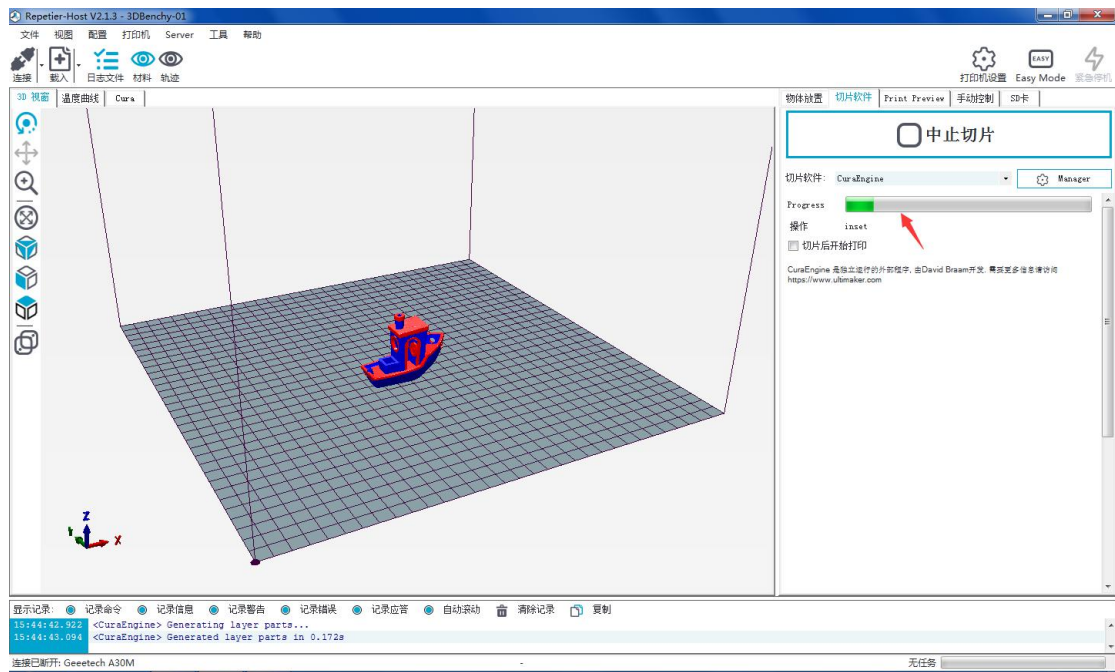 Repetier-Host V2.1.3 - 3DBenchy-01
文件 视图 配置 打印机 Server 工具 帮助
连接 载入 日志文件 材料 轨迹 打印机设置 EASY Easy Mode 紧急停机
3D 视窗 温度曲线 Cura 物体放置 切片软件 Print Preview 手动控制 SD卡
中止切片
切片软件: CuraEngine Manager
Progress
操作 inset
切片后开始打印
CuraEngine 是独立运行的外部程序, 由David Braam开发. 需要更多信息请访问
https://www.ultimaker.com
Z
Y X
显示记录: 记录命令 记录信息 记录警告 记录错误 记录应答 自动滚动 清除记录 复制
15:44:42.922 <CuraEngine> Generating layer parts...
15:44:43.094 <CuraEngine> Generated layer parts in 0.172s
连接已断开: Geeetech A30M - 无任务